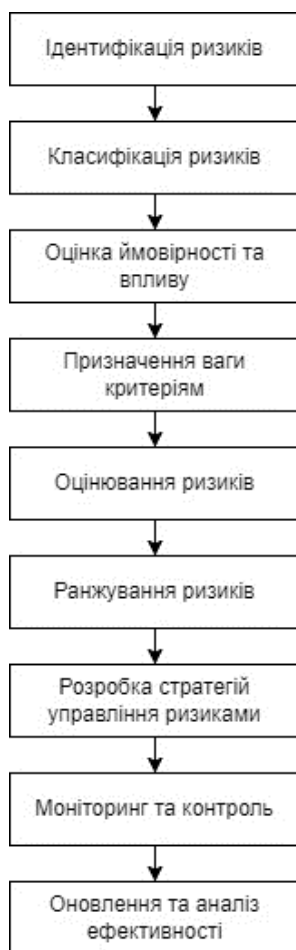 Ідентифікація ризиків
Класифікація ризиків
Оцінка ймовірності та
впливу
Призначення ваги
критеріям
Оцінювання ризиків
Ранжування ризиків
Розробка стратегій
управління ризиками
Моніторинг та контроль
Оновлення та аналіз
ефективності